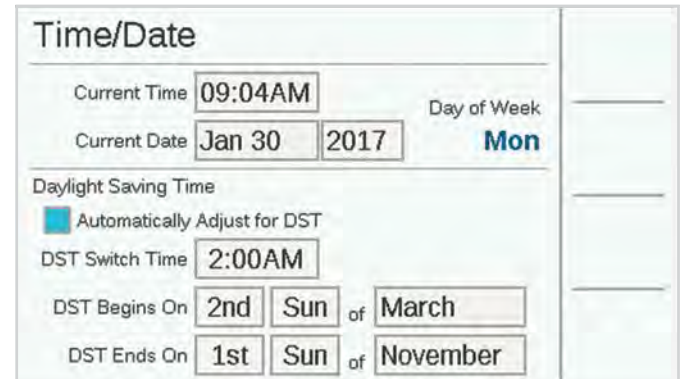 Time/Date
Current Time 09:04AM
Day of Week
Current Date Jan 30 2017 Mon
Daylight Saving Time
Automatically Adjust for DST
DST Switch Time 2:00AM
DST Begins On 2nd Sun of March
DST Ends On 1st Sun of November